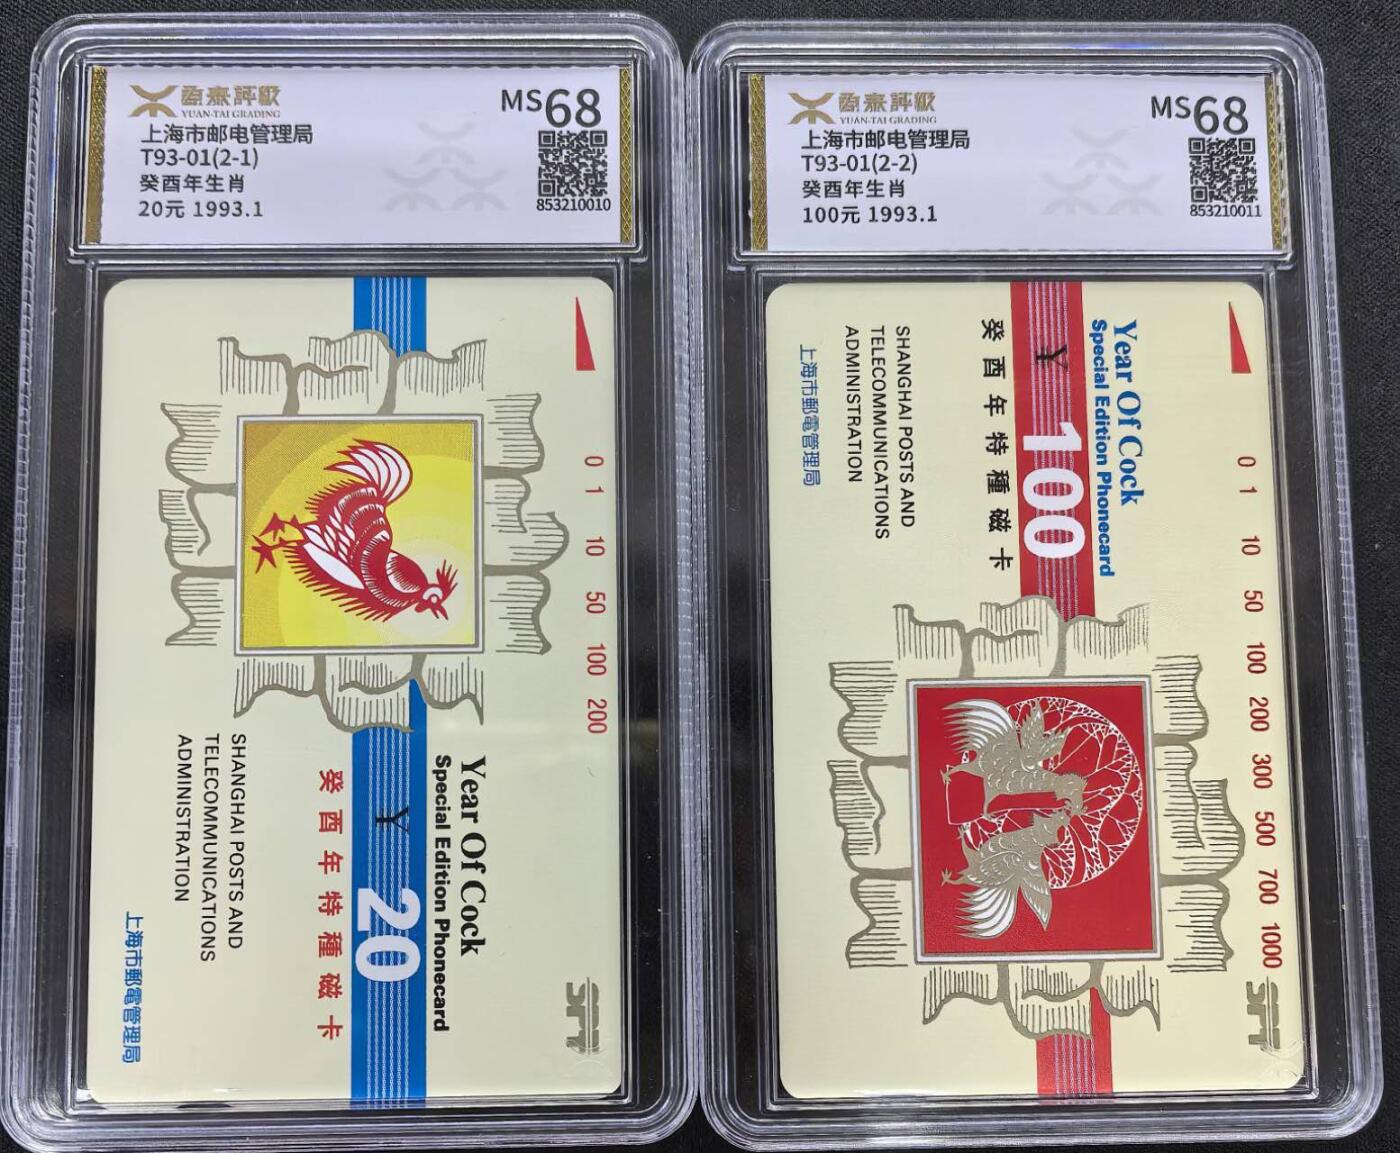 源泰評級
YUAN-TAI GRADING
上海市邮电管理局
T93-01(2-1)
癸酉年生肖
20元 1993.1
MS68
853210010
0 1 10 50 100 200
Year Of Cock
Special Edition Phonecard
¥ 20
癸酉年特種磁卡
SHANGHAI POSTS AND
TELECOMMUNICATIONS
ADMINISTRATION
上海市郵電管理局
源泰評級
YUAN-TAI GRADING
上海市邮电管理局
T93-01(2-2)
癸酉年生肖
100元 1993.1
MS68
853210011
0 1 10 50 100 200 300 500 700 1000
Year Of Cock
Special Edition Phonecard
¥ 100
癸酉年特種磁卡
SHANGHAI POSTS AND
TELECOMMUNICATIONS
ADMINISTRATION
上海市郵電管理局